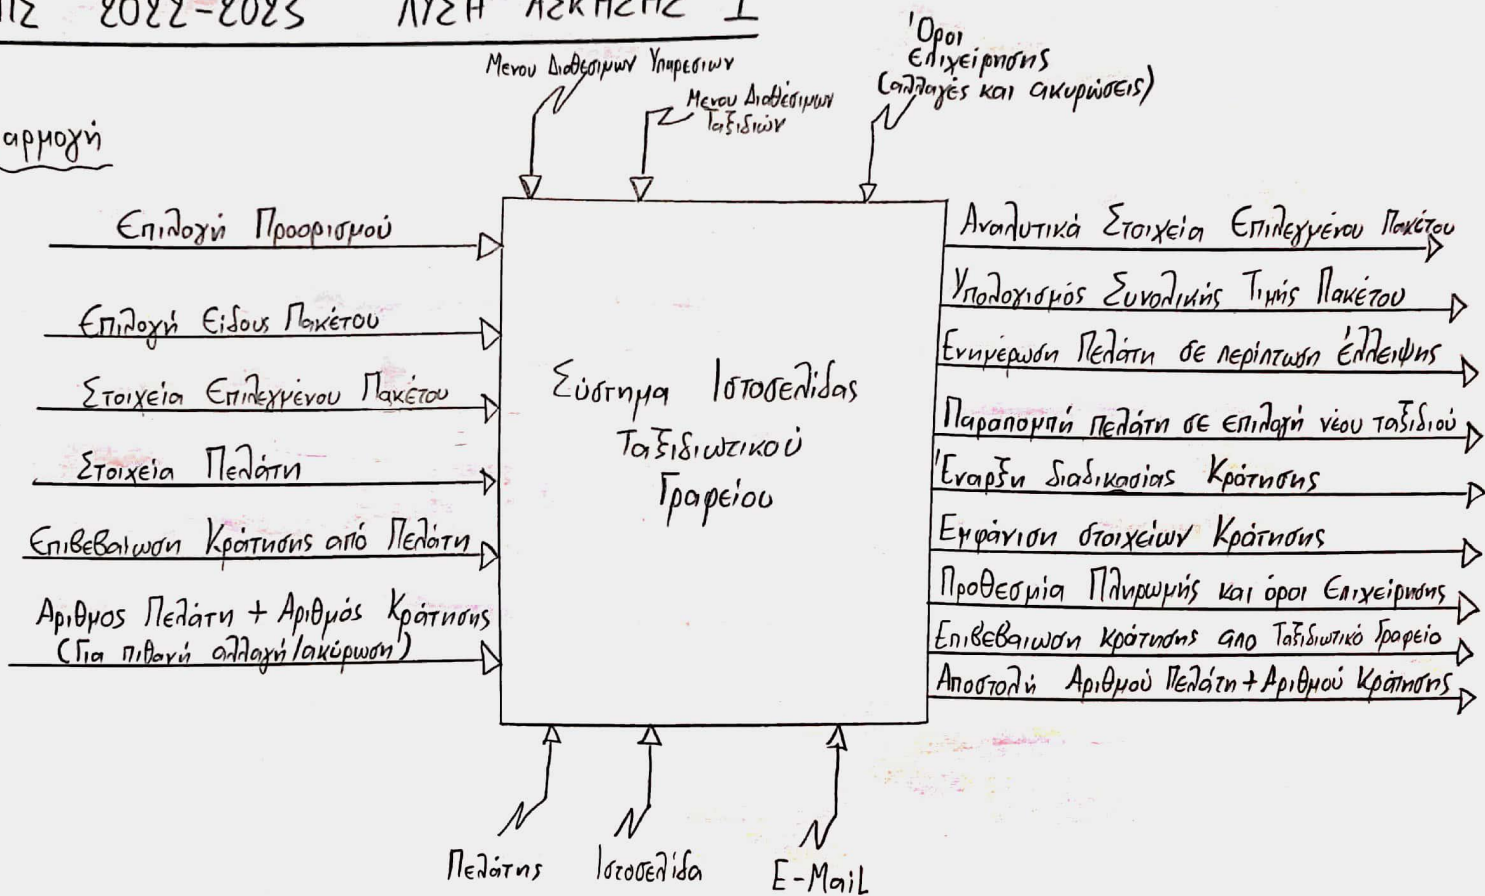 2022-2023 ΛΥΣΗ ΑΣΚΗΣΗΣ 1
Μενου Διαθεσιμων Υπηρεσιων
Μενου Διαθέσιμων
Ταξιδιών
Όροι
επιχείρησης
(αλλαγές και ακυρώσεις)
αρμογή
Επιλογή Προορισμού
Επιλογή Είδους Πακέτου
Στοιχεία Επιλεγμένου Πακέτου
Στοιχεία Πελάτη
Επιβεβαιωση Κράτησης από Πελάτη
Αριθμος Πελάτη + Αριθμός Κράτησης
(Για πιθανή αλλαγή/ακύρωση)
Σύστημα Ιστοσελίδας
Ταξιδιωτικού
Γραφείου
Αναλυτικά Στοιχεία Επιλεγμένου Πακέτου
Υπολογισμός Συνολικής Τιμής Πακέτου
Ενημέρωση Πελάτη σε περίπτωση έλλειψης
Παραπομπή πελάτη σε επιλογή νέου ταξιδιού
Έναρξη διαδικασίας Κράτησης
Εμφάνιση στοιχείων Κράτησης
Προθεσμία Πληρωμής και όροι Επιχείρησης
Επιβεβαιωση κράτησης απο Ταξιδιωτικό Γραφείο
Αποστολή Αριθμού Πελάτη + Αριθμού Κράτησης
Πελάτης Ιστοσελίδα E-MaiL